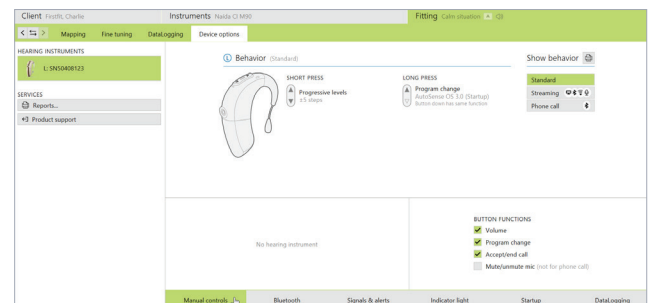 Client Firstfit, Charlie
Instruments Naída CI M90
Fitting Calm situation
Mapping Fine tuning DataLogging Device options
HEARING INSTRUMENTS
L: SN50408123
SERVICES
Reports...
Product support
L Behavior (Standard)
SHORT PRESS
Progressive levels
±5 steps
LONG PRESS
Program change
AutoSense OS 3.0 (Startup)
Button down has same function
Show behavior
Standard
Streaming
Phone call
No hearing instrument
BUTTON FUNCTIONS
Volume
Program change
Accept/end call
Mute/unmute mic (not for phone call)
Manual controls Bluetooth Signals & alerts Indicator light Startup DataLogging